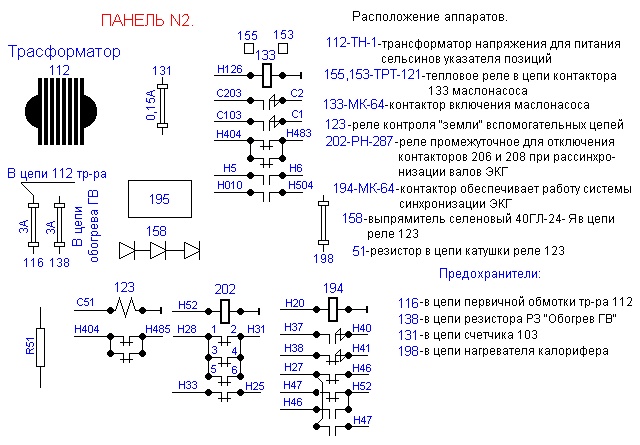 ПАНЕЛЬ N2.
Расположение аппаратов.
Трасформатор
112
131
0,15А
155
153
133
Н126
С203
С2
С103
С1
Н404
Н483
Н5
Н6
Н010
Н504
112-ТН-1-трансформатор напряжения для питания
сельсинов указателя
позиций
155,153-ТРТ-121-тепловое реле в цепи контактора
133 маслонасоса
133-МК-64-контактор включения маслонасоса
123-реле контроля "земли" вспомогательных цепей
202-РН-287-реле промежуточное для отключения
контакторов 206 и 208 при рассинхро-
низации валов ЭКГ
194-МК-64-контактор обеспечивает работу системы
синхронизации ЭКГ
158-выпрямитель селеновый 40ГЛ-24- Яв цепи
реле 123
51-резистор в цепи катушки реле 123
В цепи 112 тр-ра
3А
3А
В цепи
обогрева ГВ
116
138
195
158
198
Предохранители:
116-в цепи первичной обмотки тр-ра 112
138-в цепи резистора Р3 "Обогрев ГВ"
131-в цепи счетчика 103
198-в цепи нагревателя калорифера
R51
123
С51
Н404
Н485
202
Н52
Н28
1
2
Н31
3
4
5
6
Н33
Н25
194
Н20
Н37
Н40
Н38
Н41
Н27
Н46
Н47
Н52
Н46
Н47